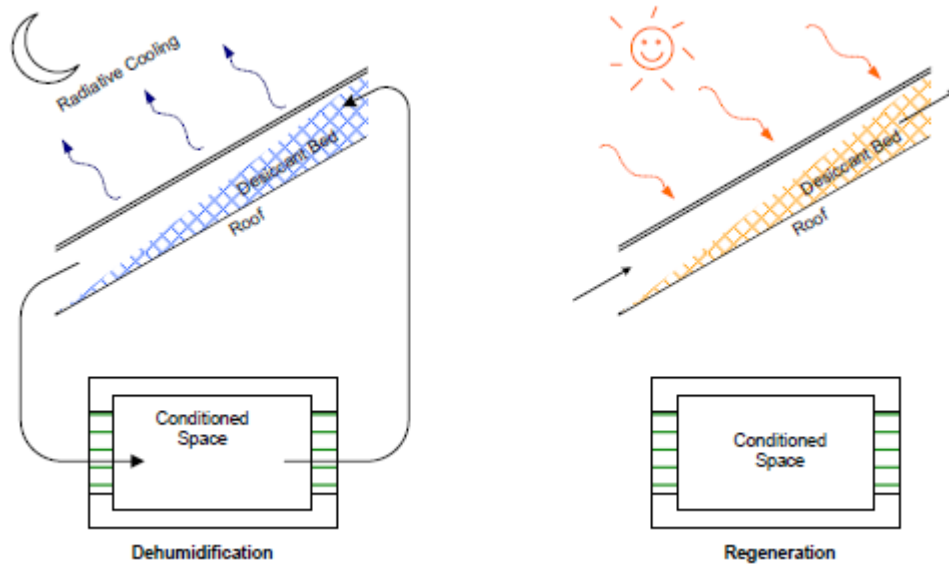 Radiative Cooling
Desiccant Bed
Roof
Conditioned
Space
Dehumidification
Desiccant Bed
Roof
Conditioned
Space
Regeneration